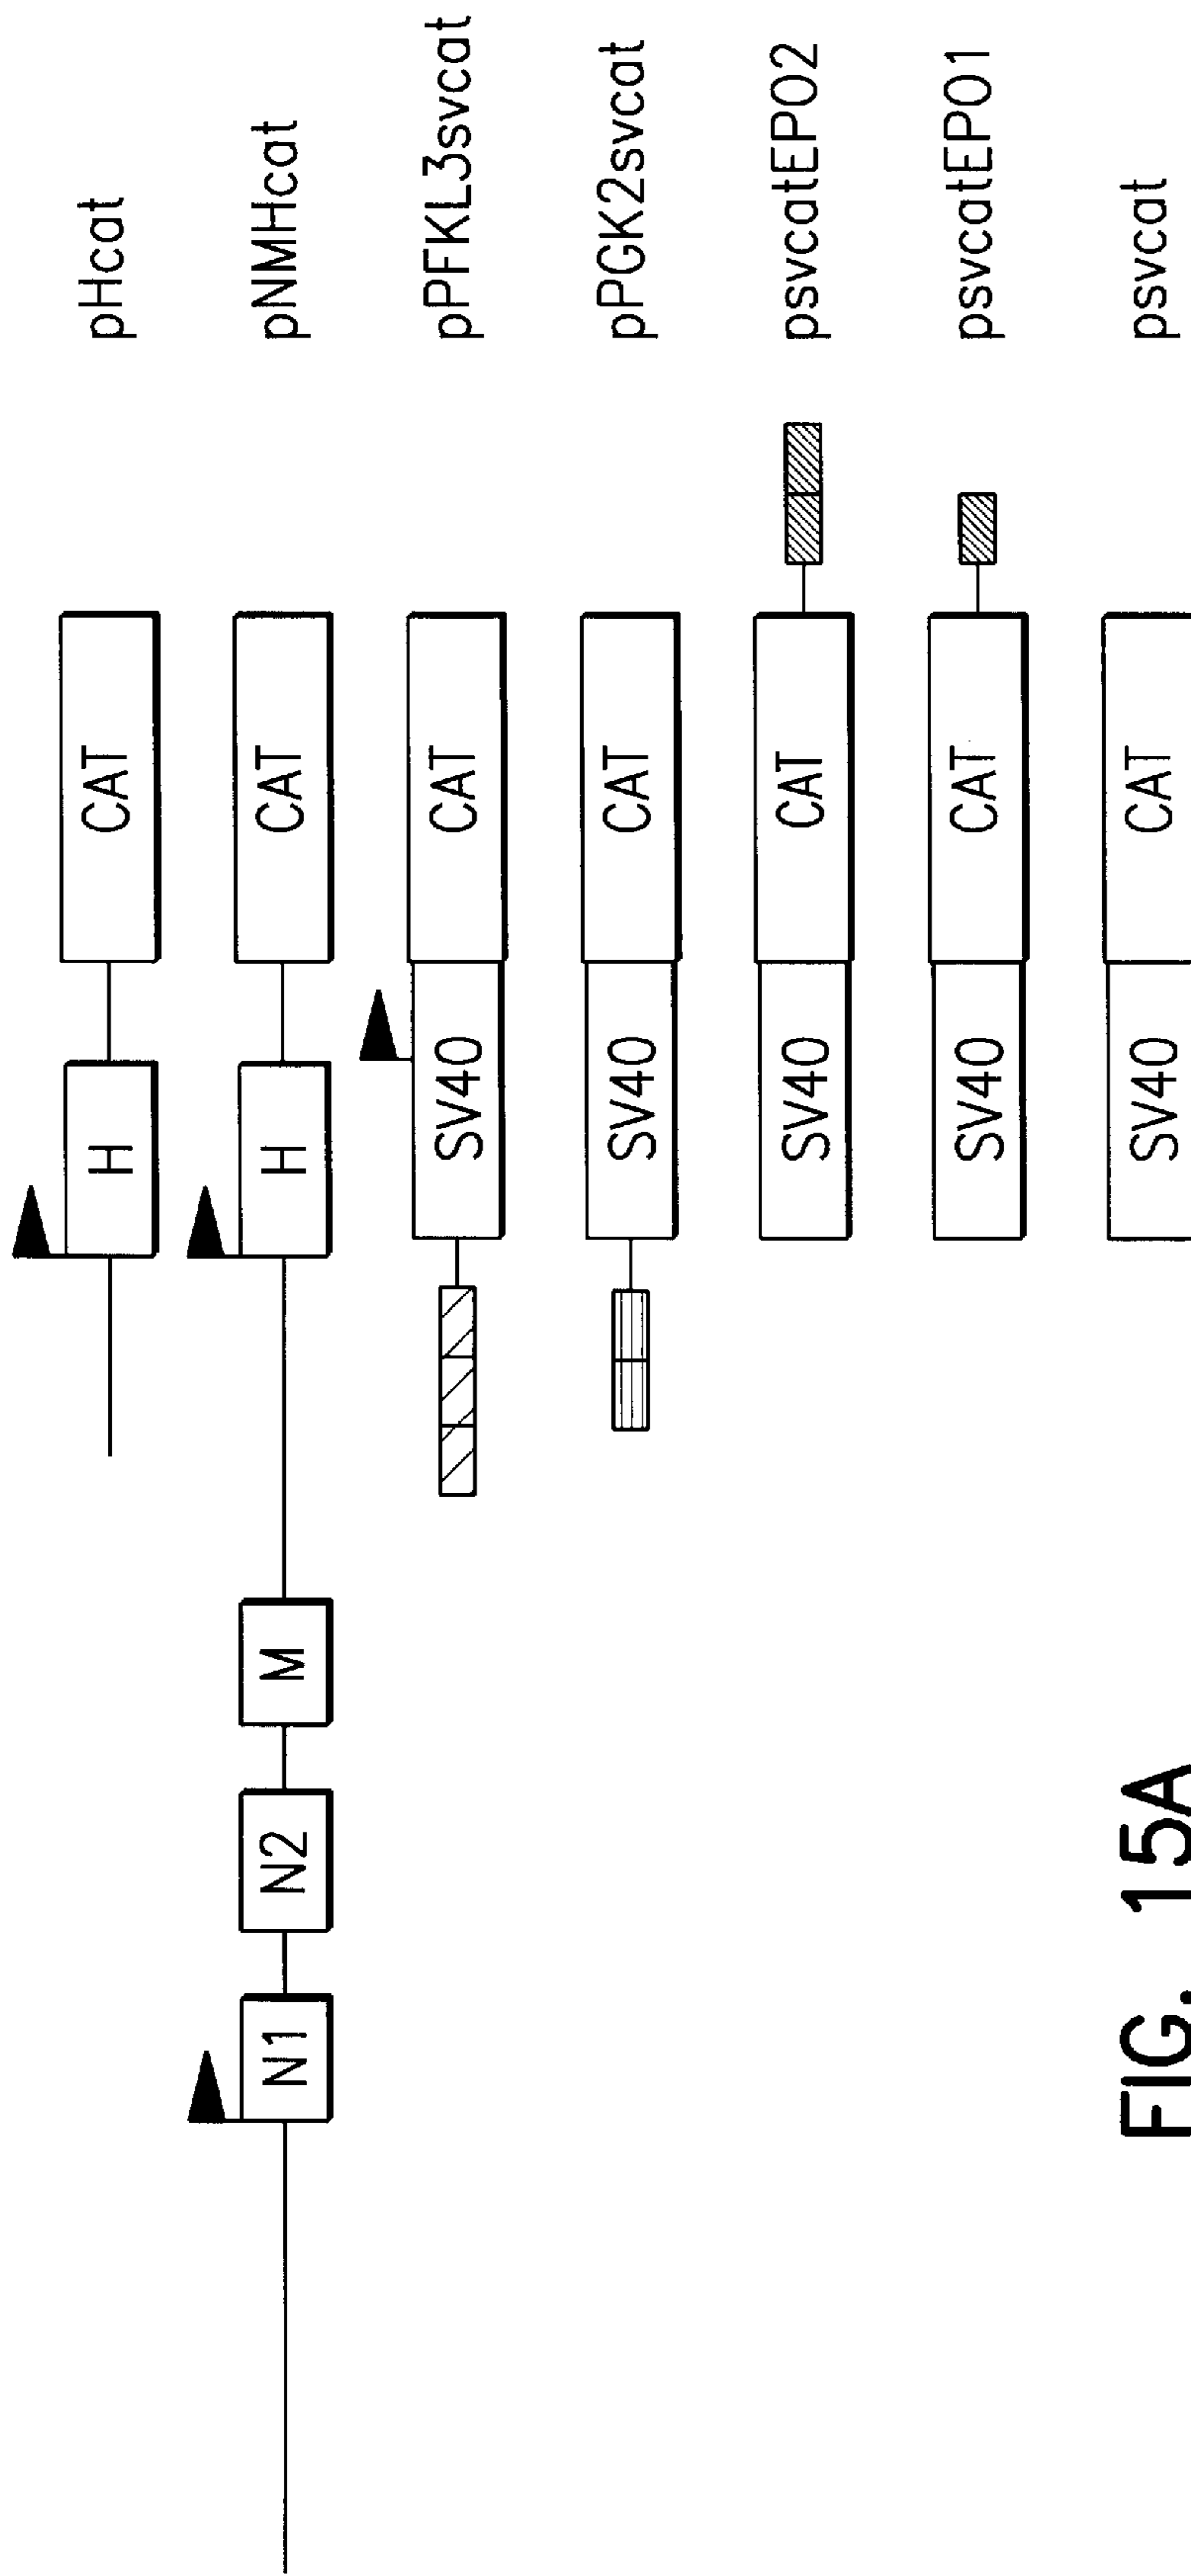 H CAT pHcat
N1 N2 M H CAT pNMHcat
SV40 CAT pPFKL3svcat
SV40 CAT pPGK2svcat
SV40 CAT psvcatEPO2
SV40 CAT psvcatEPO1
SV40 CAT psvcat
FIG. 15A